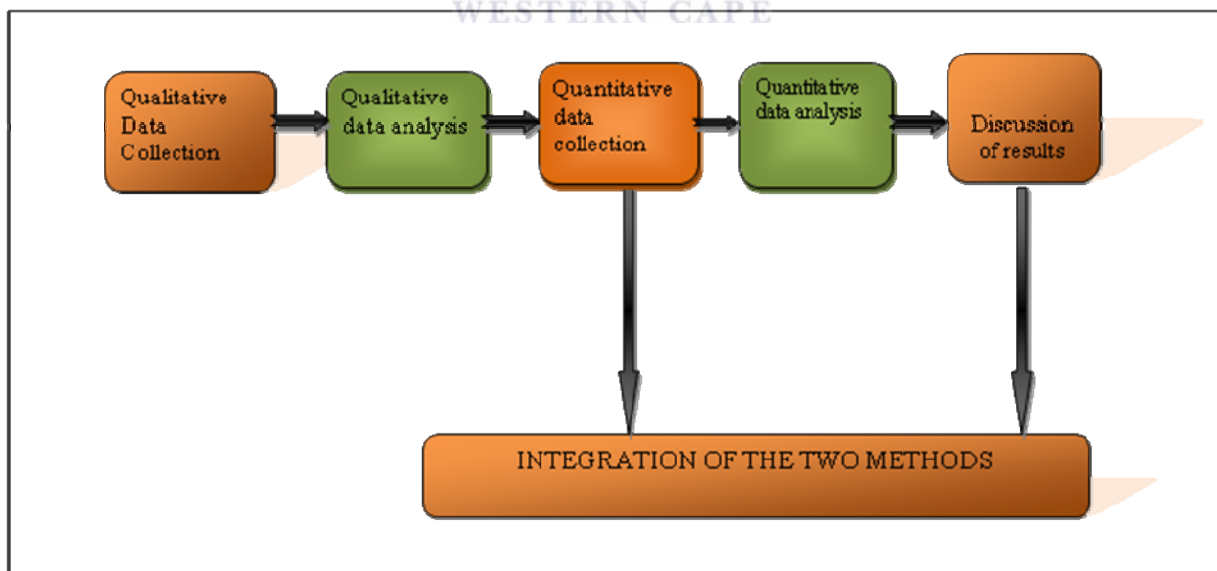 WESTERN CAPE
Qualitative
Data
Collection
Qualitative
data analysis
Quantitative
data
collection
Quantitative
data analysis
Discussion
of results
INTEGRATION OF THE TWO METHODS